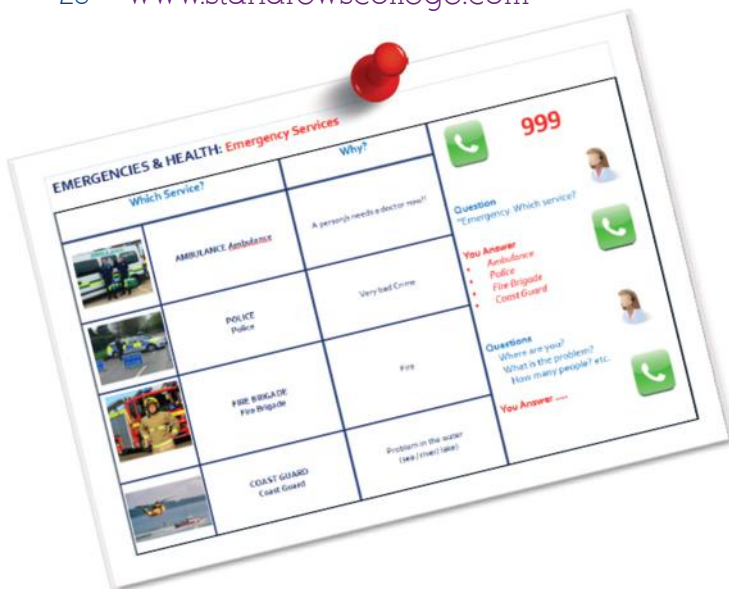 EMERGENCIES & HEALTH: Emergency Services
Which Service?
Why?
AMBULANCE Ambulance
A person's needs a doctor now!!
POLICE
Police
Very bad Crime
FIRE BRIGADE
Fire Brigade
Fire
COAST GUARD
Coast Guard
Problem in the water
(sea / river/ lake)
999
Question
"Emergency. Which service?
You Answer
• Ambulance
• Police
• Fire Brigade
• Coast Guard
Questions
Where are you?
What is the problem?
How many people? etc.
You Answer ....